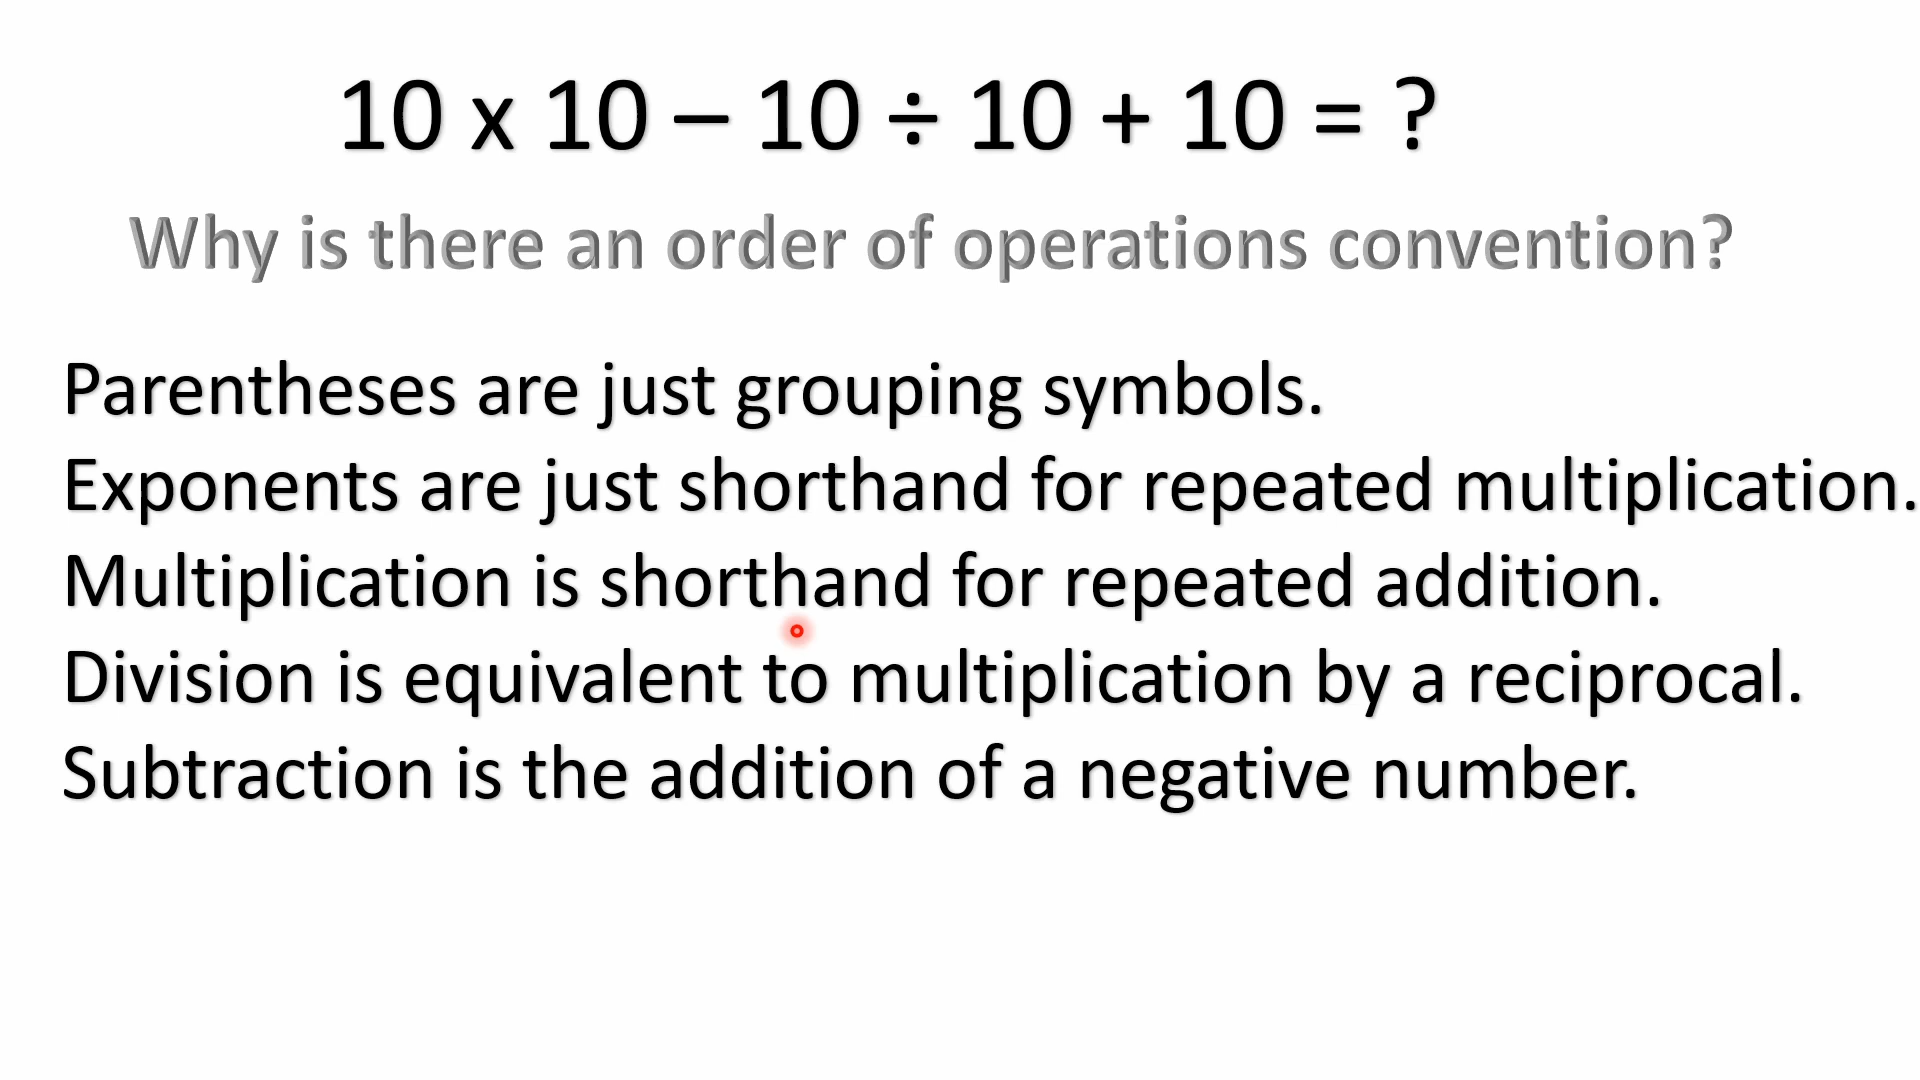 10 x 10 – 10 ÷ 10 + 10 = ?
Why is there an order of operations convention?
Parentheses are just grouping symbols.
Exponents are just shorthand for repeated multiplication.
Multiplication is shorthand for repeated addition.
Division is equivalent to multiplication by a reciprocal.
Subtraction is the addition of a negative number.